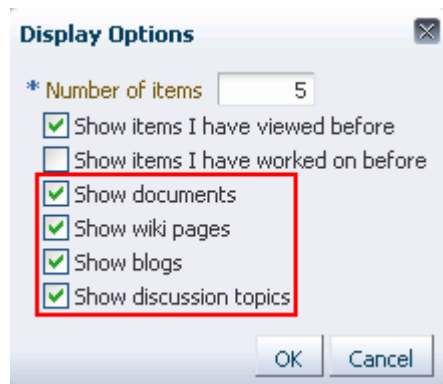 Display Options
* Number of items 5
Show items I have viewed before
Show items I have worked on before
Show documents
Show wiki pages
Show blogs
Show discussion topics
OK Cancel